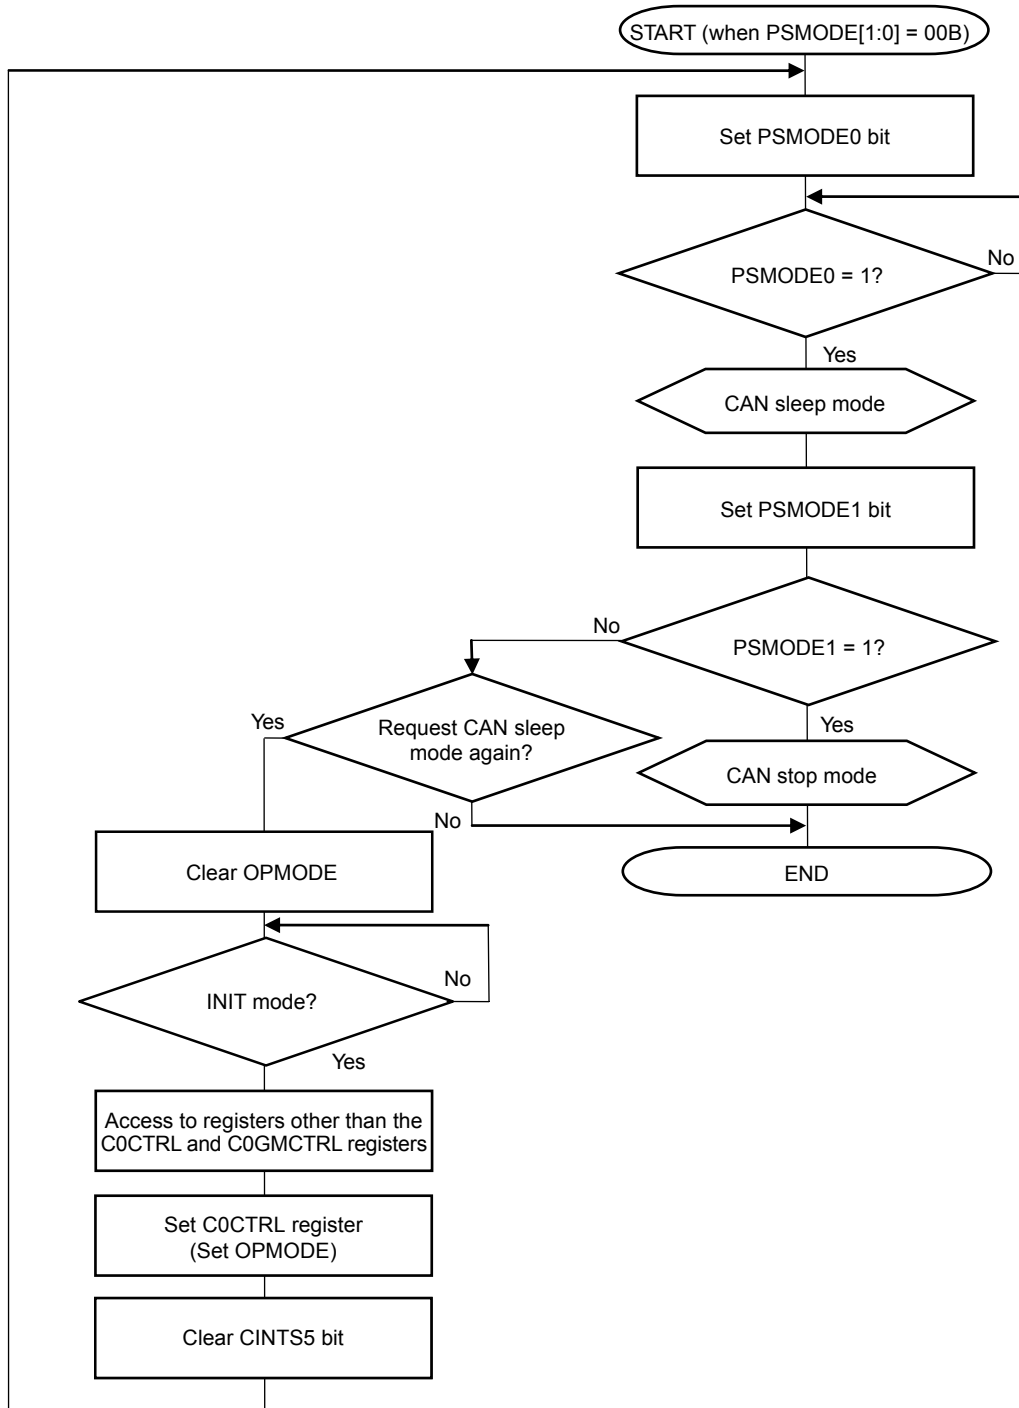 START (when PSMODE[1:0] = 00B)
Set PSMODE0 bit
PSMODE0 = 1?
No
Yes
CAN sleep mode
Set PSMODE1 bit
PSMODE1 = 1?
No
Yes
CAN stop mode
Request CAN sleep
mode again?
Yes
No
END
Clear OPMODE
INIT mode?
No
Yes
Access to registers other than the
C0CTRL and C0GMCTRL registers
Set C0CTRL register
(Set OPMODE)
Clear CINTS5 bit